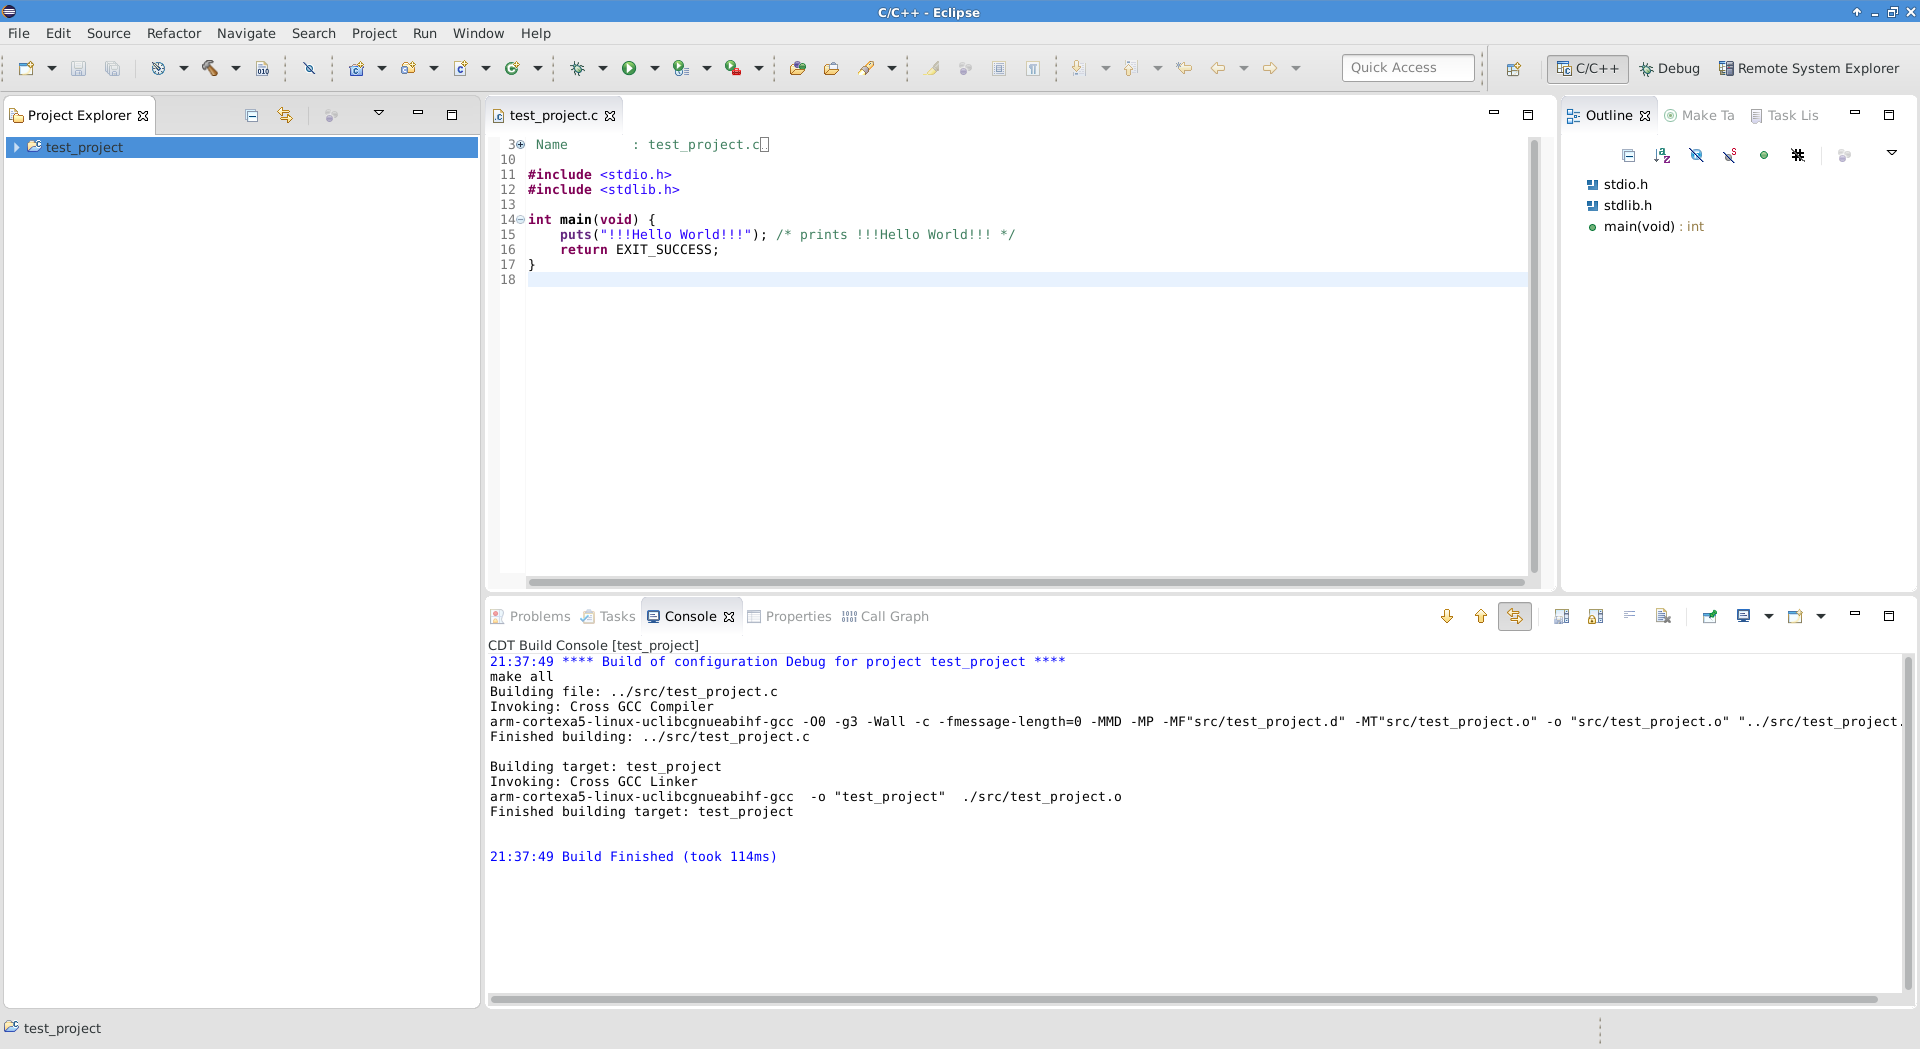 C/C++ - Eclipse
File Edit Source Refactor Navigate Search Project Run Window Help
Quick Access
C/C++ Debug Remote System Explorer
Project Explorer
test_project
test_project.c
3 Name        : test_project.c
10
11 #include <stdio.h>
12 #include <stdlib.h>
13
14 int main(void) {
15     puts("!!!Hello World!!!"); /* prints !!!Hello World!!! */
16     return EXIT_SUCCESS;
17 }
18
Outline Make Ta Task Lis
stdio.h
stdlib.h
main(void) : int
Problems Tasks Console Properties Call Graph
CDT Build Console [test_project]
21:37:49 **** Build of configuration Debug for project test_project ****
make all
Building file: ../src/test_project.c
Invoking: Cross GCC Compiler
arm-cortexa5-linux-uclibcgnueabihf-gcc -O0 -g3 -Wall -c -fmessage-length=0 -MMD -MP -MF"src/test_project.d" -MT"src/test_project.o" -o "src/test_project.o" "../src/test_project.
Finished building: ../src/test_project.c
Building target: test_project
Invoking: Cross GCC Linker
arm-cortexa5-linux-uclibcgnueabihf-gcc  -o "test_project"  ./src/test_project.o
Finished building target: test_project
21:37:49 Build Finished (took 114ms)
test_project